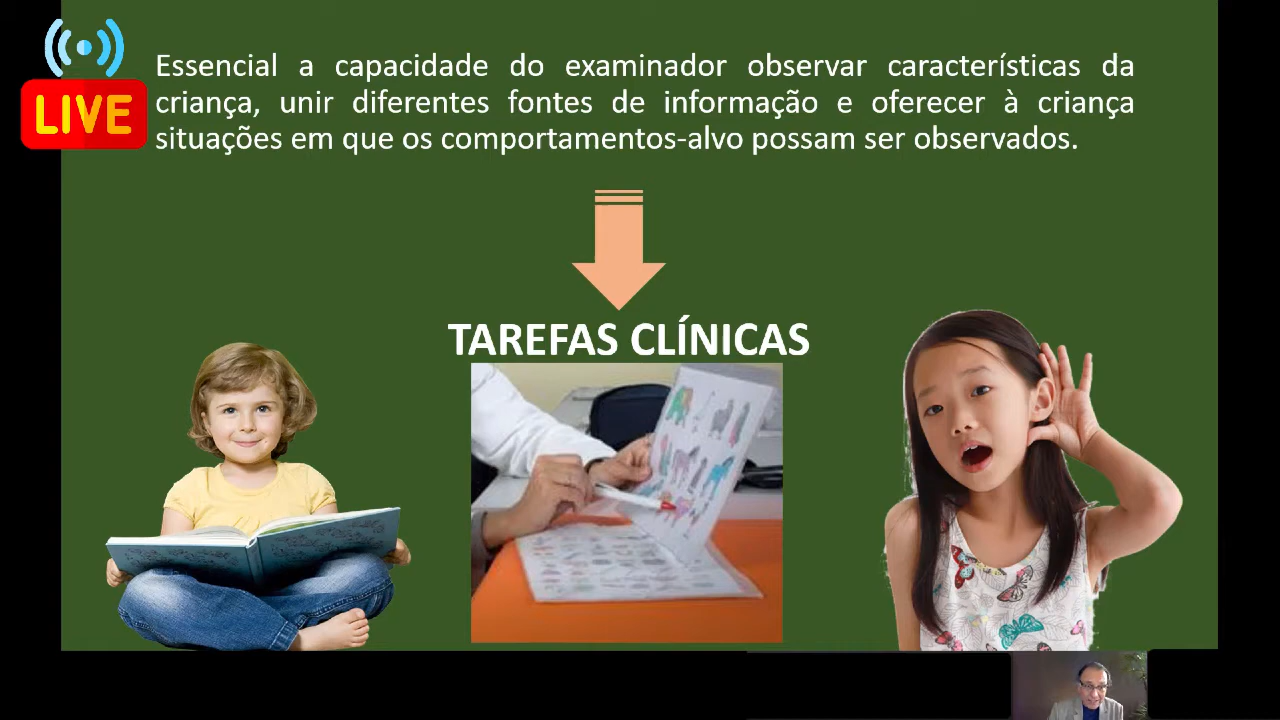 LIVE
Essencial a capacidade do examinador observar características da
criança, unir diferentes fontes de informação e oferecer à criança
situações em que os comportamentos-alvo possam ser observados.
TAREFAS CLÍNICAS